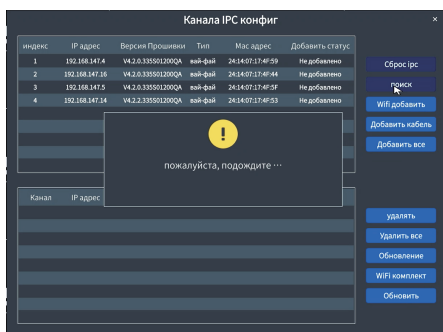 Канала IPC конфиг
×
индекс IP адрес Версия Прошивки Тип Мас адрес Добавить статус
1 192.168.147.4 V4.2.0.335501200QA вай-фай 24:14:07:17:4F:59 Не добавлено
2 192.168.147.16 V4.2.0.335501200QA вай-фай 24:14:07:17:4F:44 Не добавлено
3 192.168.147.5 V4.2.0.335501200QA вай-фай 24:14:07:17:4F:5F Не добавлено
4 192.168.147.14 V4.2.2.335501200QA вай-фай 24:14:07:17:4F:53 Не добавлено
Сброс ipc
поиск
Wifi добавить
Добавить кабель
Добавить все
!
пожалуйста, подождите ···
Канал IP адрес
удалять
Удалить все
Обновление
WiFi комплект
Обновить